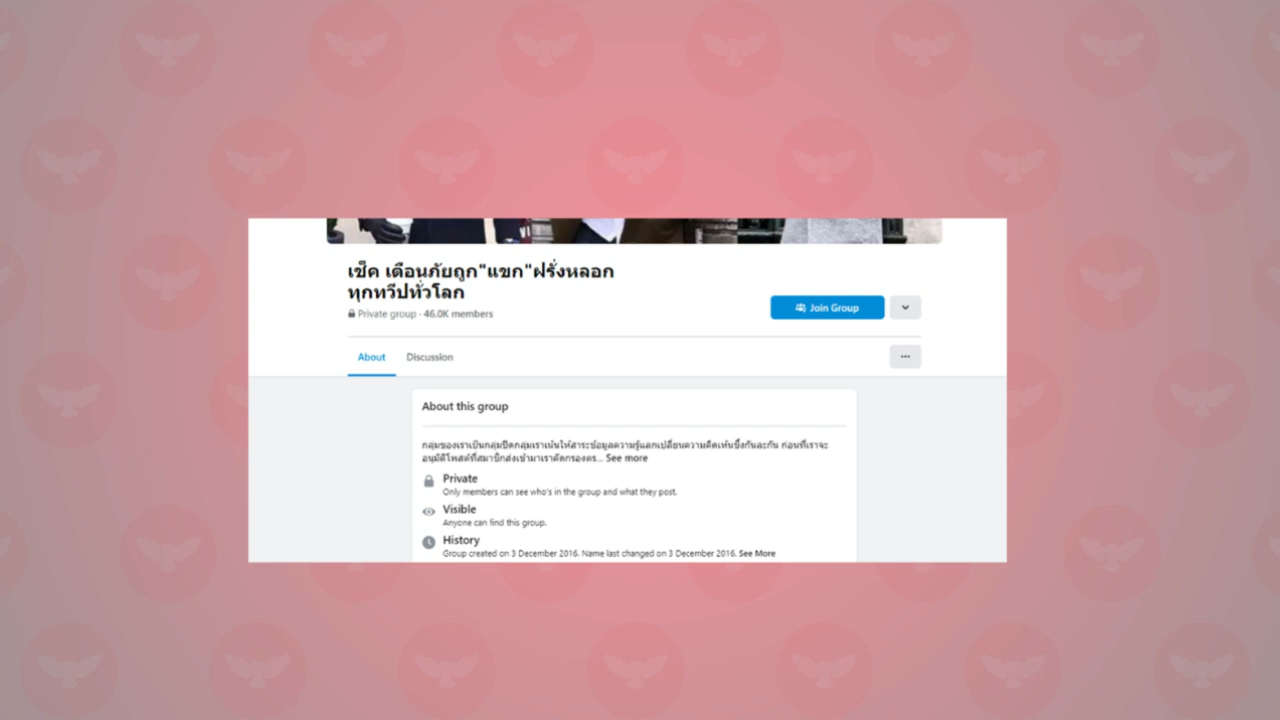 เช็ค เตือนภัยถูก"แขก"ฝรั่งหลอก
ทุกทวีปทั่วโลก
Private group · 46.0K members
Join Group
About
Discussion
About this group
กลุ่มของเราเป็นกลุ่มปิดกลุ่มเราเน้นให้สาระข้อมูลความรู้แลกเปลี่ยนความคิดเห็นซึ่งกันละกัน ก่อนที่เราจะ
อนุมัติโพสต์ที่สมาชิกส่งเข้ามาเราคัดกรองตร... See more
Private
Only members can see who's in the group and what they post.
Visible
Anyone can find this group.
History
Group created on 3 December 2016. Name last changed on 3 December 2016. See More